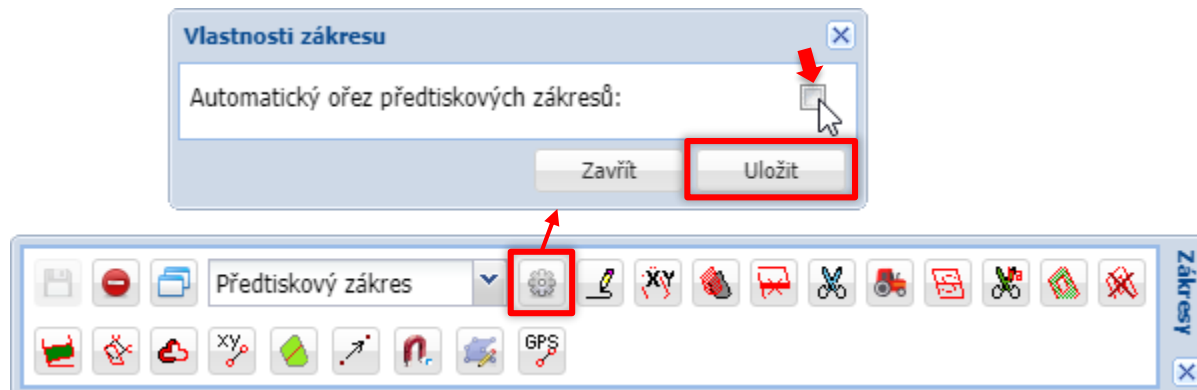 Vlastnosti zákresu
Automatický ořez předtiskových zákresů:
Zavřít Uložit
Předtiskový zákres
XY
Zákresy
xy
GPS